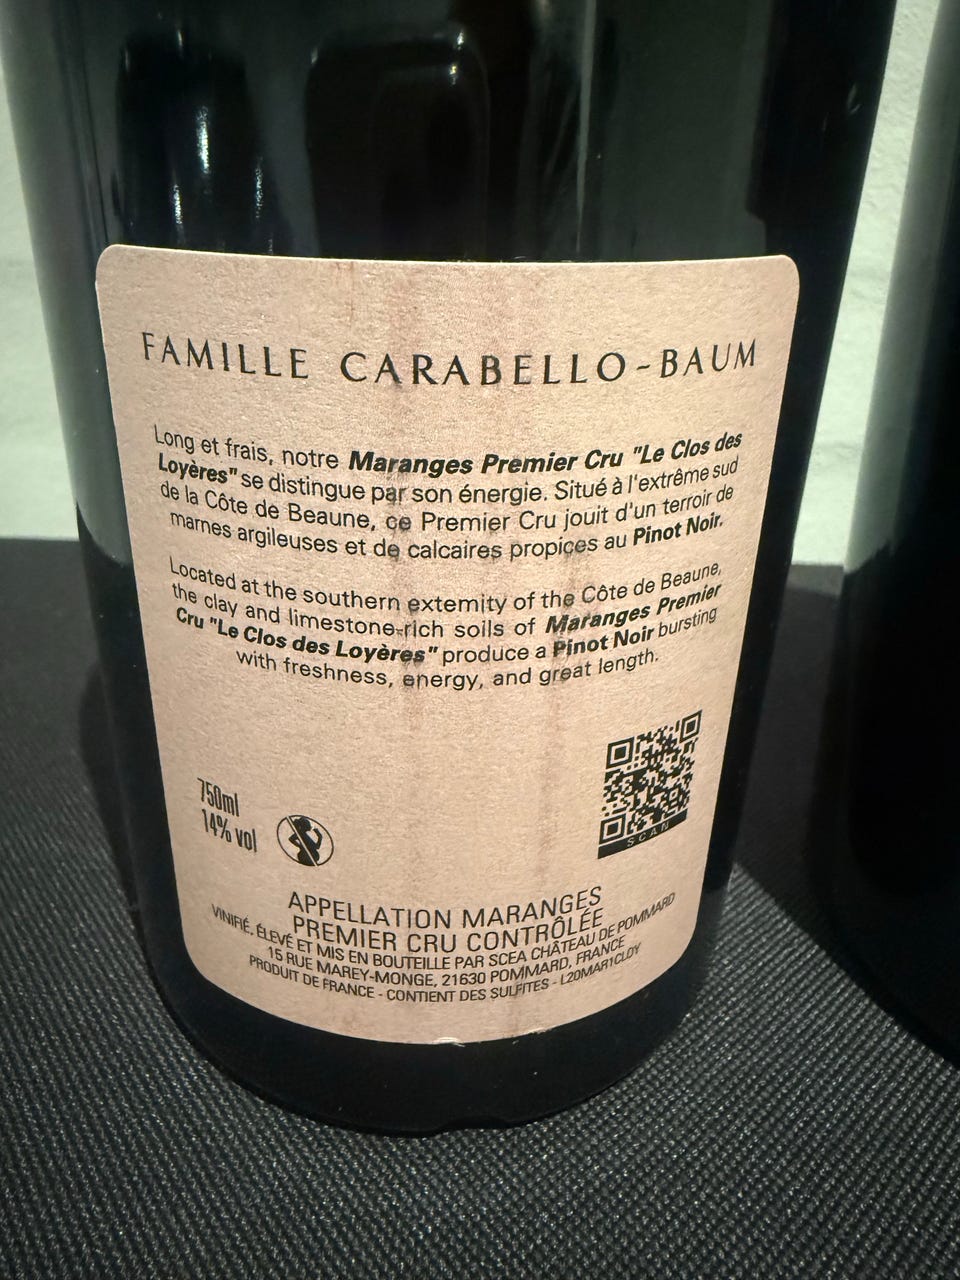 FAMILLE CARABELLO-BAUM
Long et frais, notre Maranges Premier Cru "Le Clos des
Loyères" se distingue par son énergie. Situé à l'extrême sud
de la Côte de Beaune, ce Premier Cru jouit d'un terroir de
marnes argileuses et de calcaires propices au Pinot Noir.
Located at the southern extemity of the Côte de Beaune,
the clay and limestone-rich soils of Maranges Premier
Cru "Le Clos des Loyères" produce a Pinot Noir bursting
with freshness, energy, and great length.
750ml
14% vol
SCAN
APPELLATION MARANGES
PREMIER CRU CONTRÔLÉE
VINIFIÉ, ÉLEVÉ ET MIS EN BOUTEILLE PAR SCEA CHÂTEAU DE POMMARD
15 RUE MAREY-MONGE, 21630 POMMARD, FRANCE
PRODUIT DE FRANCE - CONTIENT DES SULFITES - L20MAR1CLDY